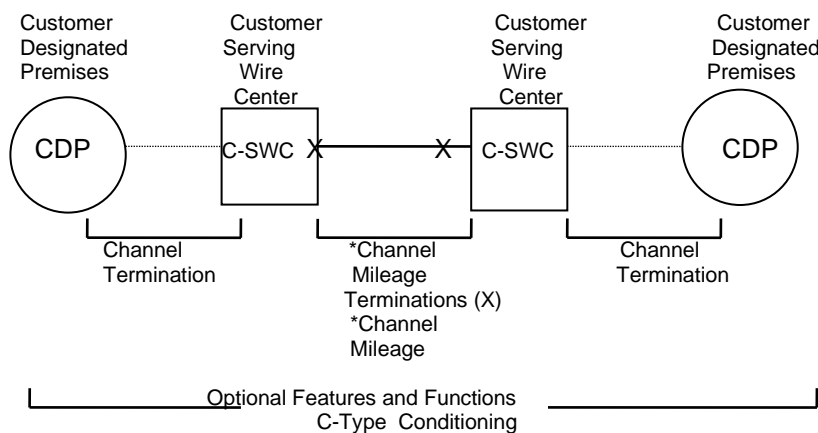 Customer
Designated
Premises
Customer
Serving
Wire
Center
Customer
Serving
Wire
Center
Customer
Designated
Premises
CDP
C-SWC
X
X
C-SWC
CDP
Channel
Termination
*Channel
Mileage
Terminations (X)
*Channel
Mileage
Channel
Termination
Optional Features and Functions
C-Type Conditioning